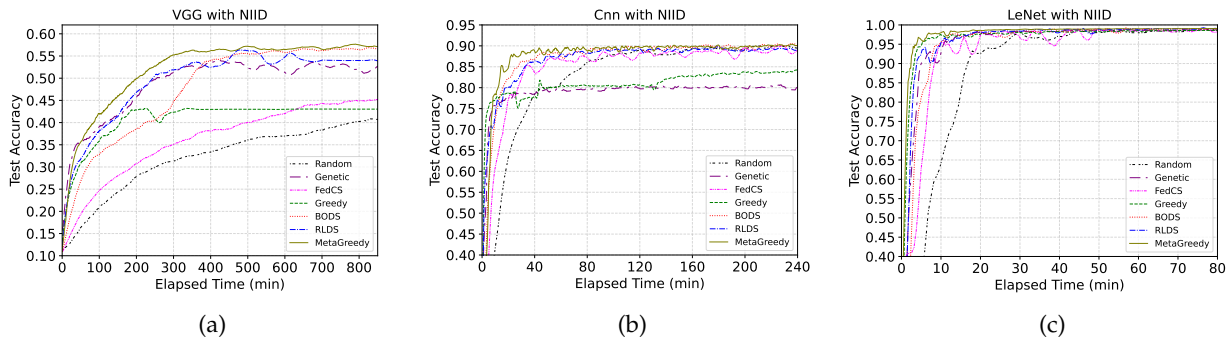 VGG with NIID
Test Accuracy
0.60
0.55
0.50
0.45
0.40
0.35
0.30
0.25
0.20
0.15
0.10
0 100 200 300 400 500 600 700 800
Elapsed Time (min)
Random
Genetic
FedCS
Greedy
BODS
RLDS
MetaGreedy
(a)
Cnn with NIID
Test Accuracy
0.95
0.90
0.85
0.80
0.75
0.70
0.65
0.60
0.55
0.50
0.45
0.40
0 40 80 120 160 200 240
Elapsed Time (min)
Random
Genetic
FedCS
Greedy
BODS
RLDS
MetaGreedy
(b)
LeNet with NIID
Test Accuracy
1.00
0.95
0.90
0.85
0.80
0.75
0.70
0.65
0.60
0.55
0.50
0.45
0.40
0 10 20 30 40 50 60 70 80
Elapsed Time (min)
Random
Genetic
FedCS
Greedy
BODS
RLDS
MetaGreedy
(c)